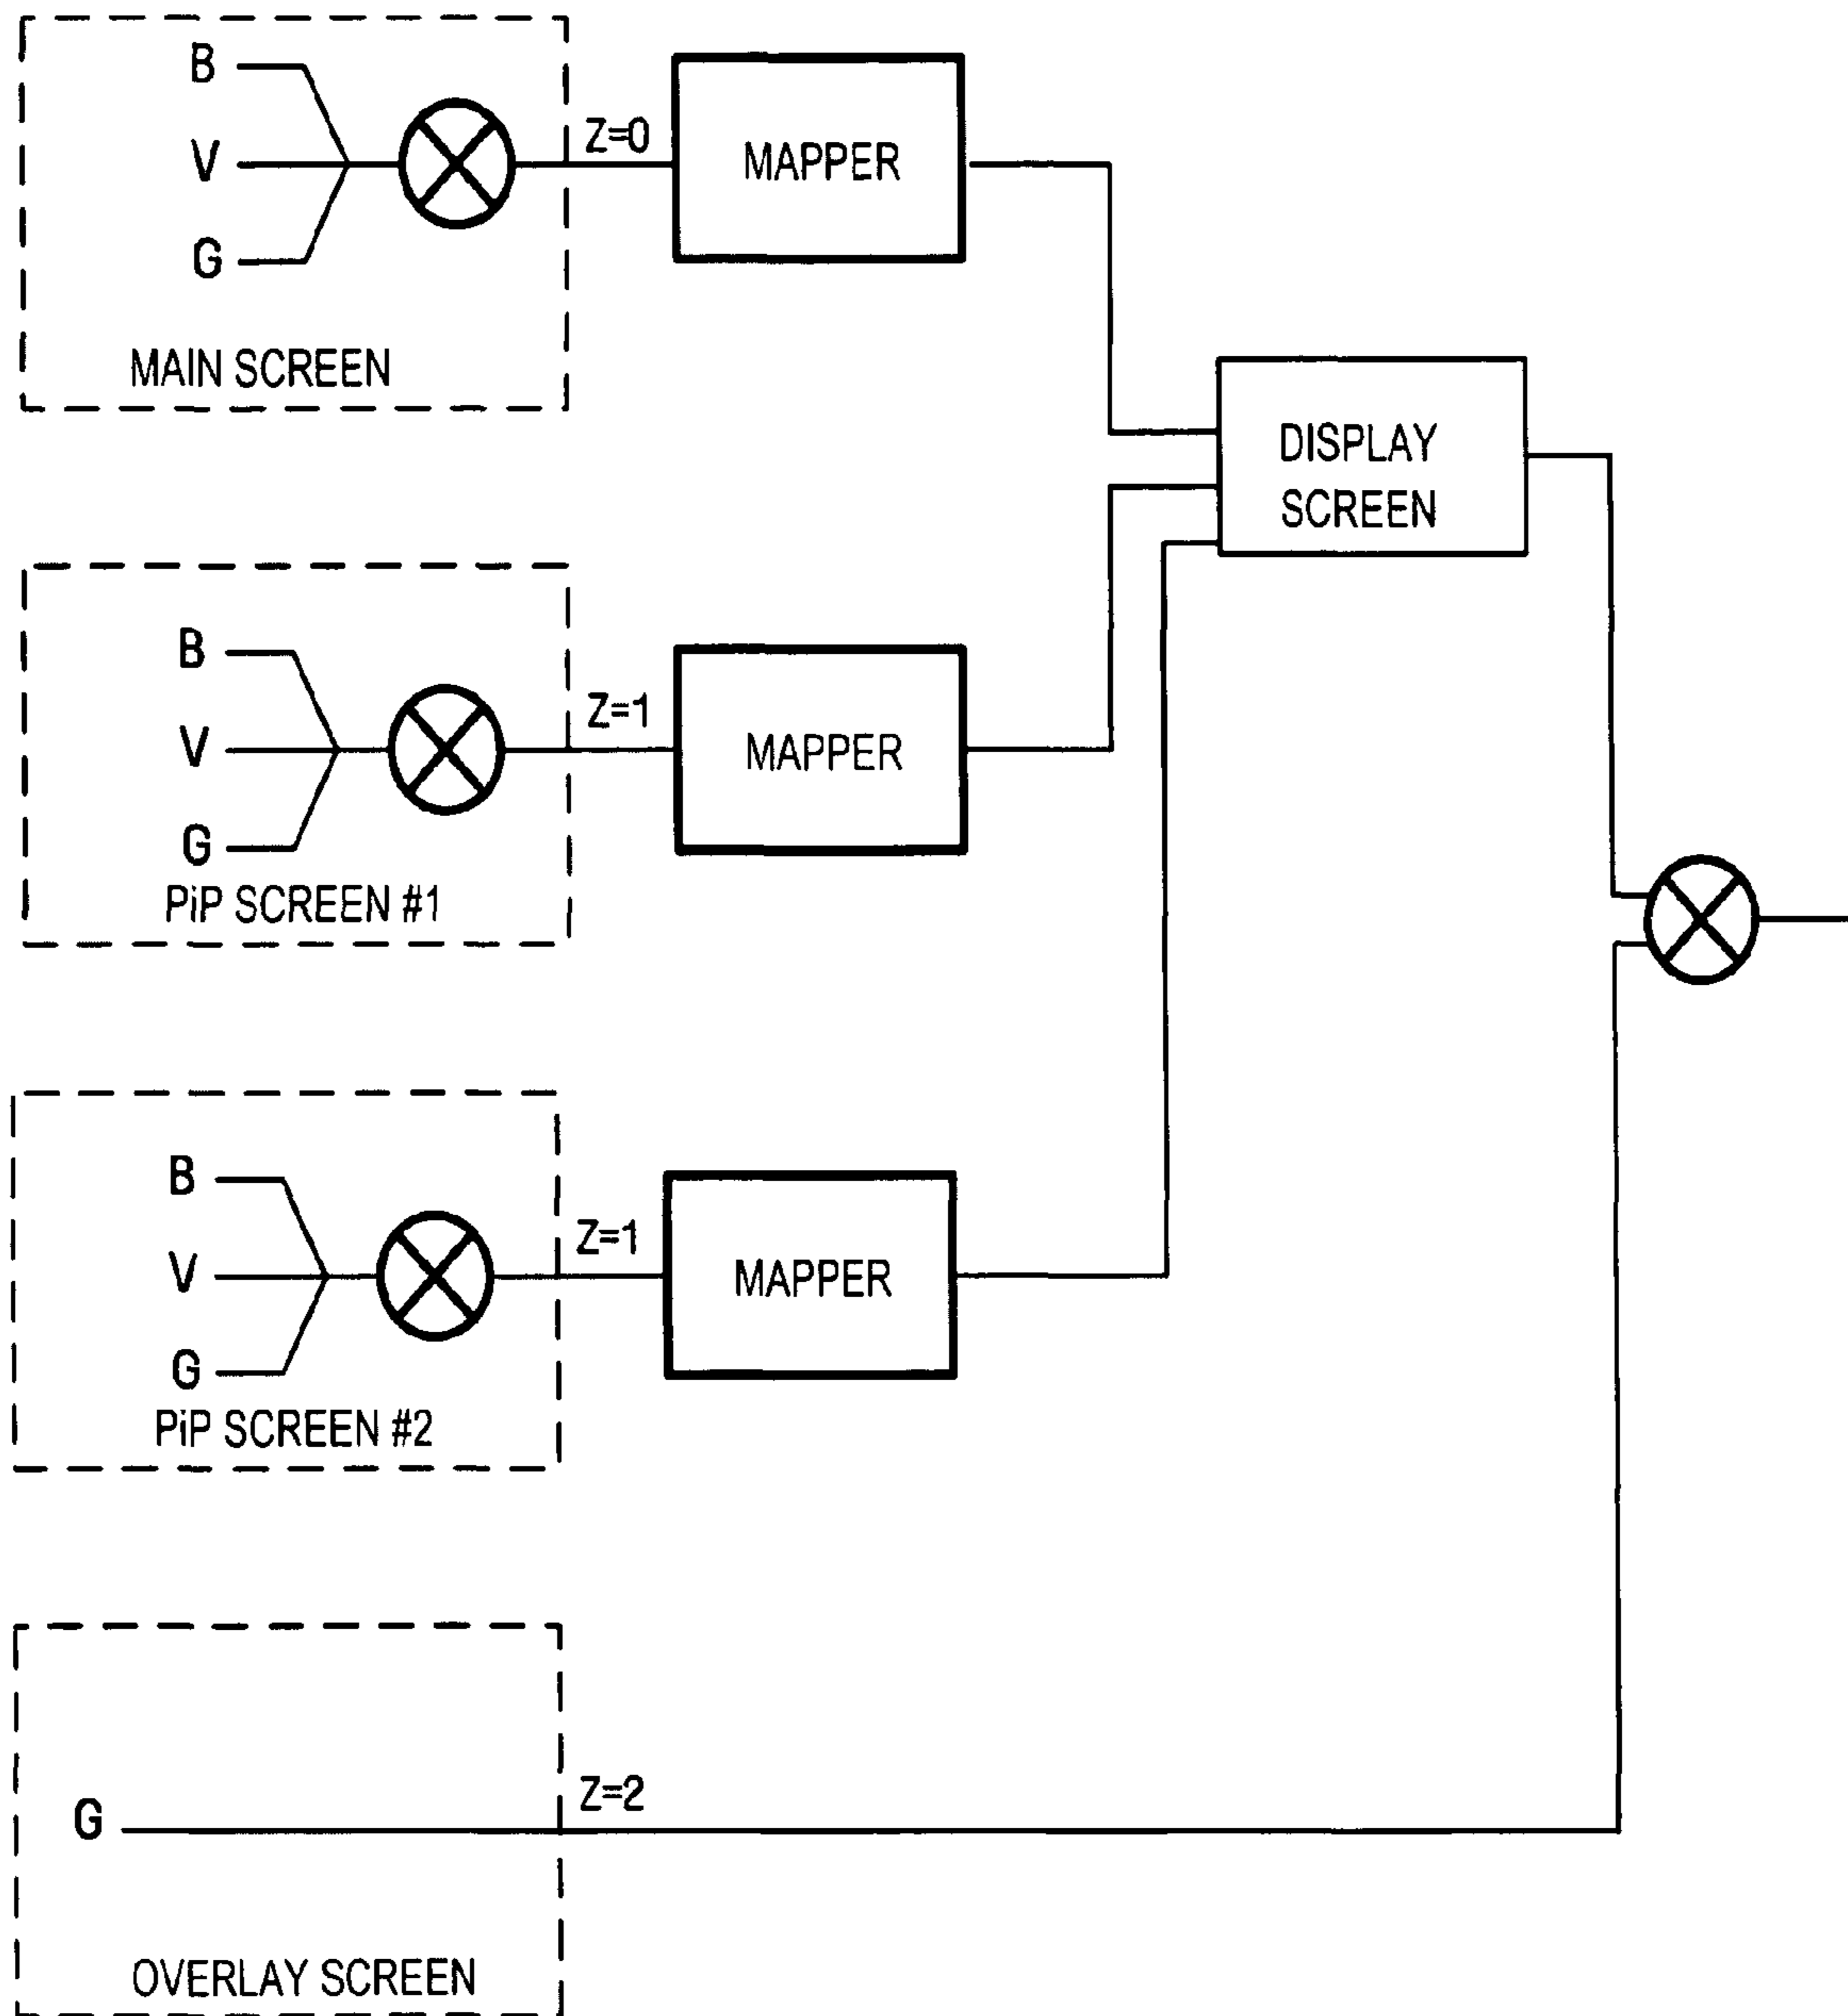 B
V
G
Z=0
MAPPER
MAIN SCREEN
DISPLAY
SCREEN
B
V
G
Z=1
MAPPER
PiP SCREEN #1
B
V
G
Z=1
MAPPER
PiP SCREEN #2
G
Z=2
OVERLAY SCREEN